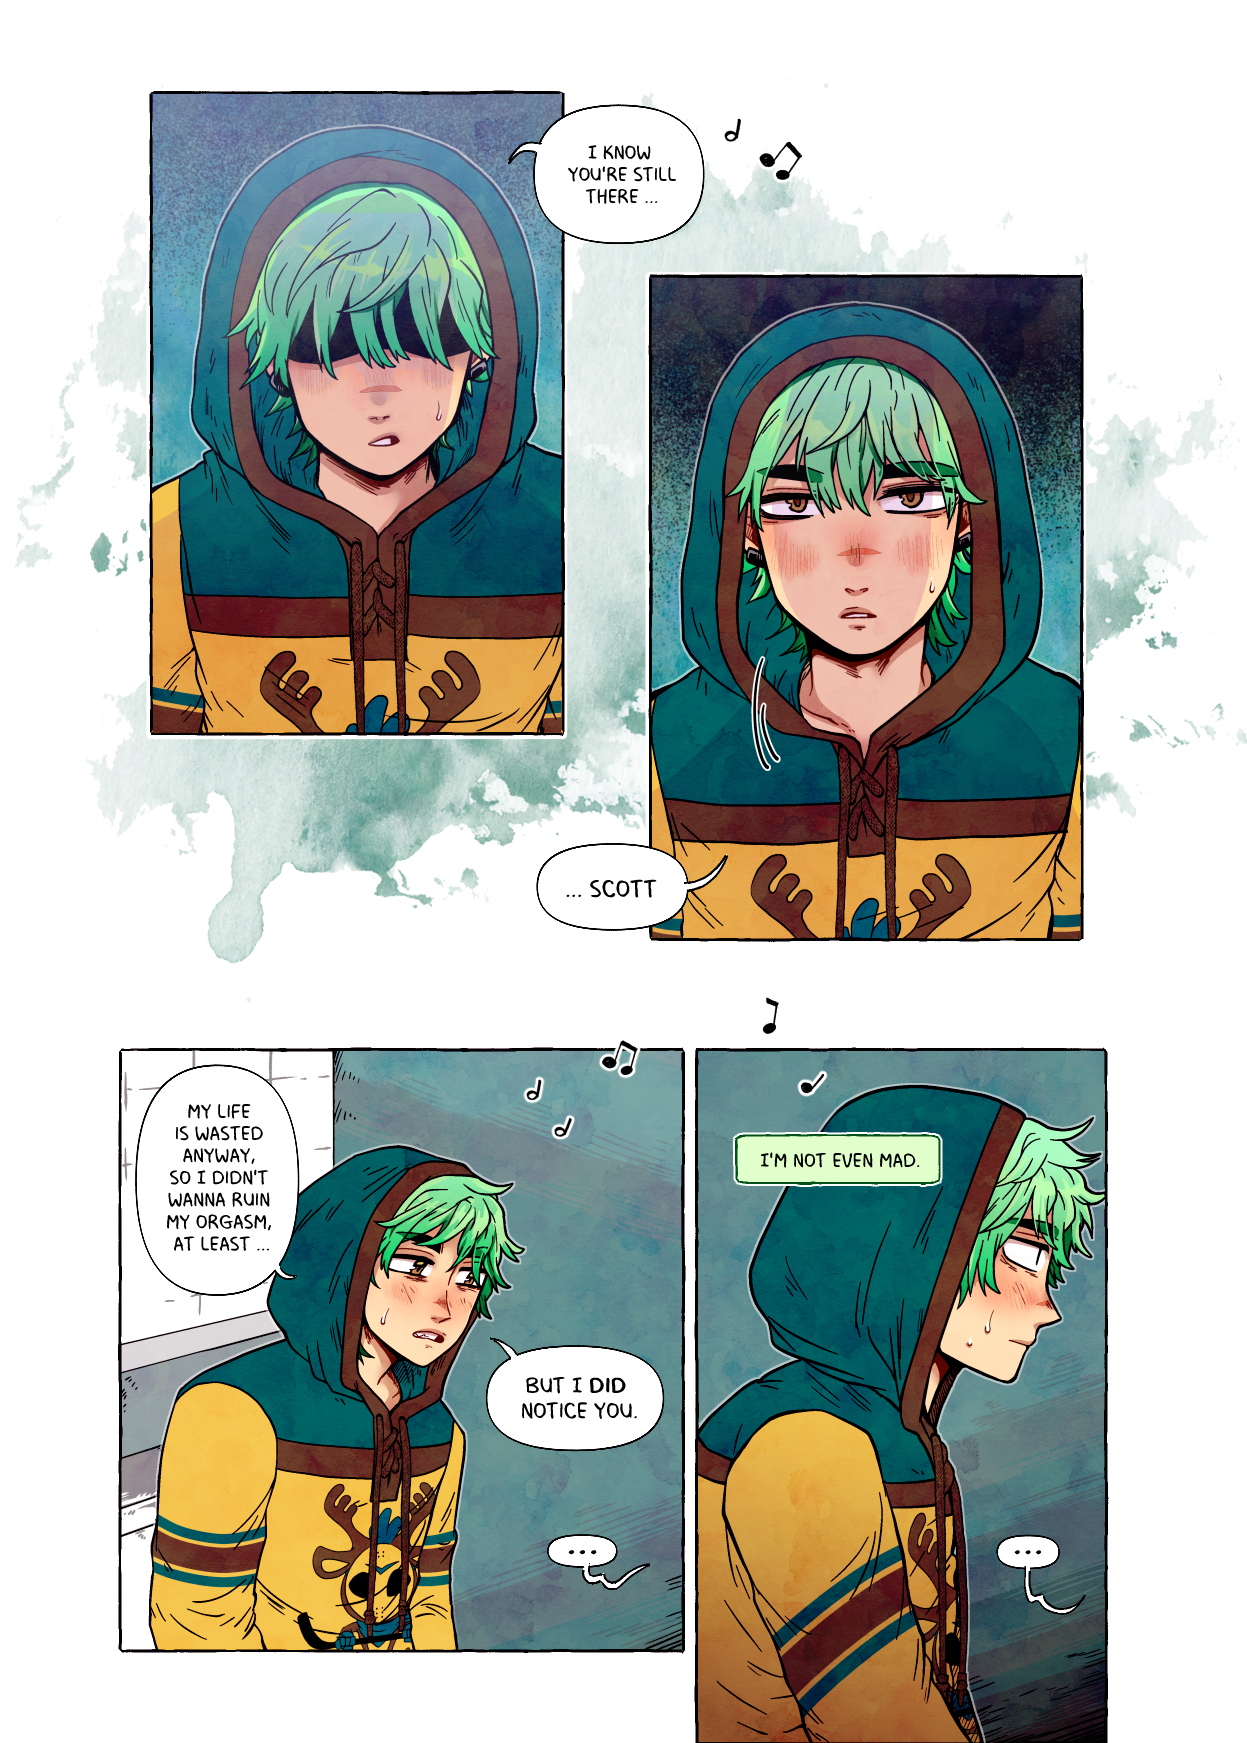 I KNOW
YOU'RE STILL
THERE ...
... SCOTT
MY LIFE
IS WASTED
ANYWAY,
SO I DIDN'T
WANNA RUIN
MY ORGASM,
AT LEAST ...
BUT I DID
NOTICE YOU.
...
I'M NOT EVEN MAD.
...